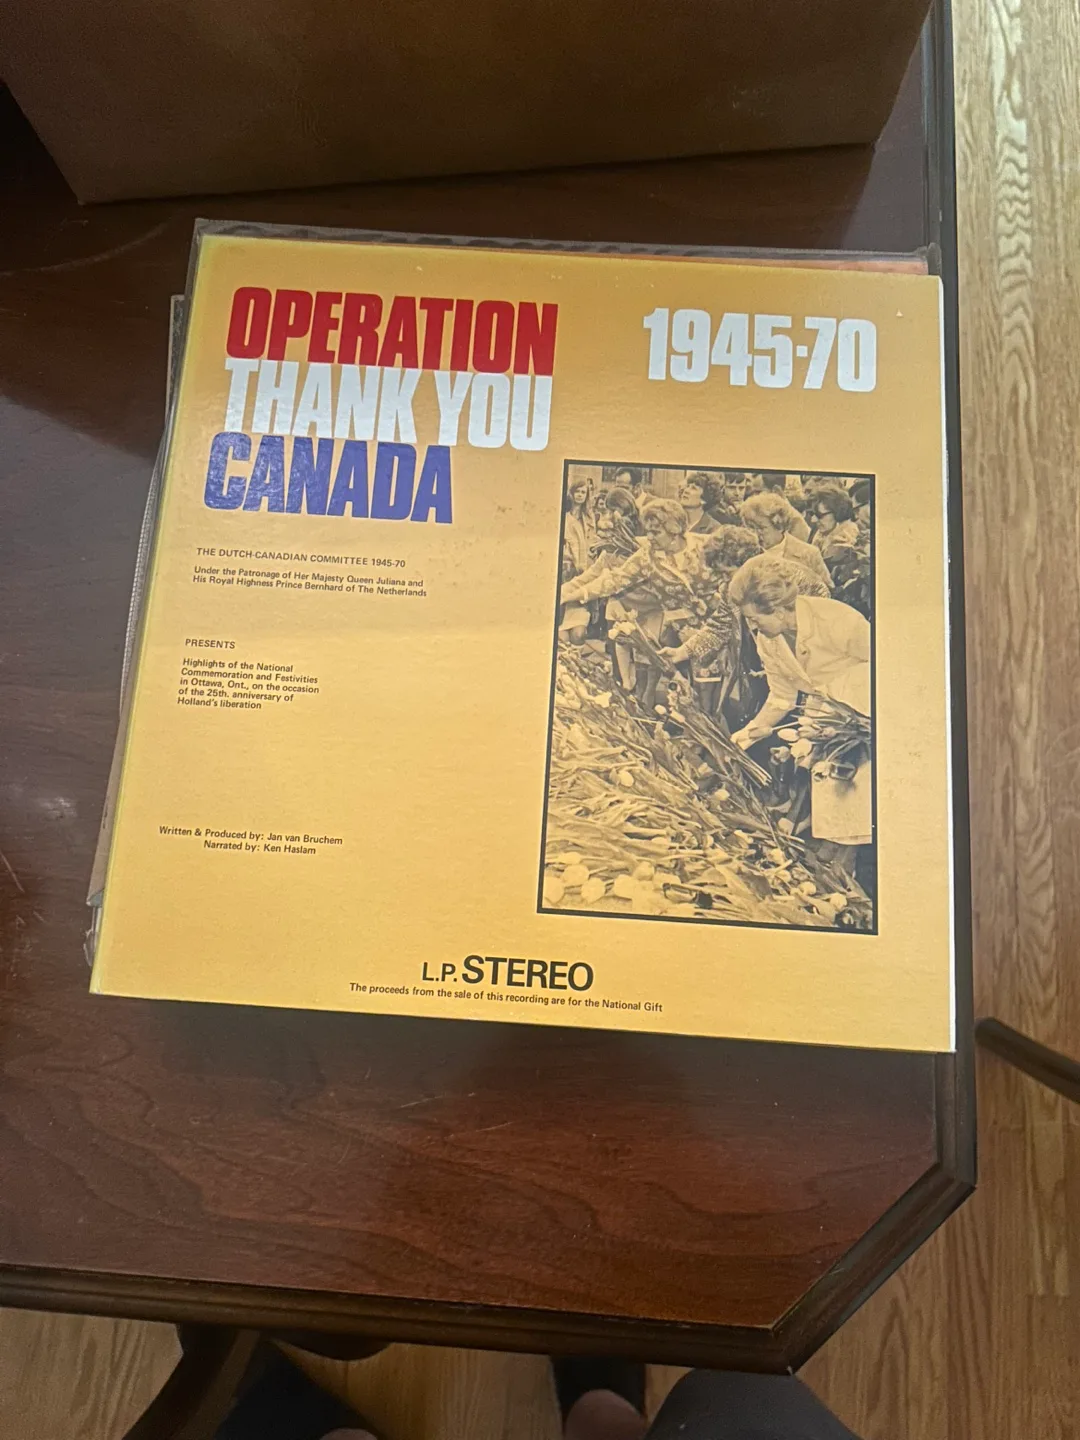 OPERATION
THANK YOU
CANADA
1945-70
THE DUTCH-CANADIAN COMMITTEE 1945-70
Under the Patronage of Her Majesty Queen Juliana and
His Royal Highness Prince Bernhard of The Netherlands
PRESENTS
Highlights of the National
Commemoration and Festivities
in Ottawa, Ont., on the occasion
of the 25th. anniversary of
Holland's liberation
Written & Produced by: Jan van Bruchem
Narrated by: Ken Haslam
L.P. STEREO
The proceeds from the sale of this recording are for the National Gift